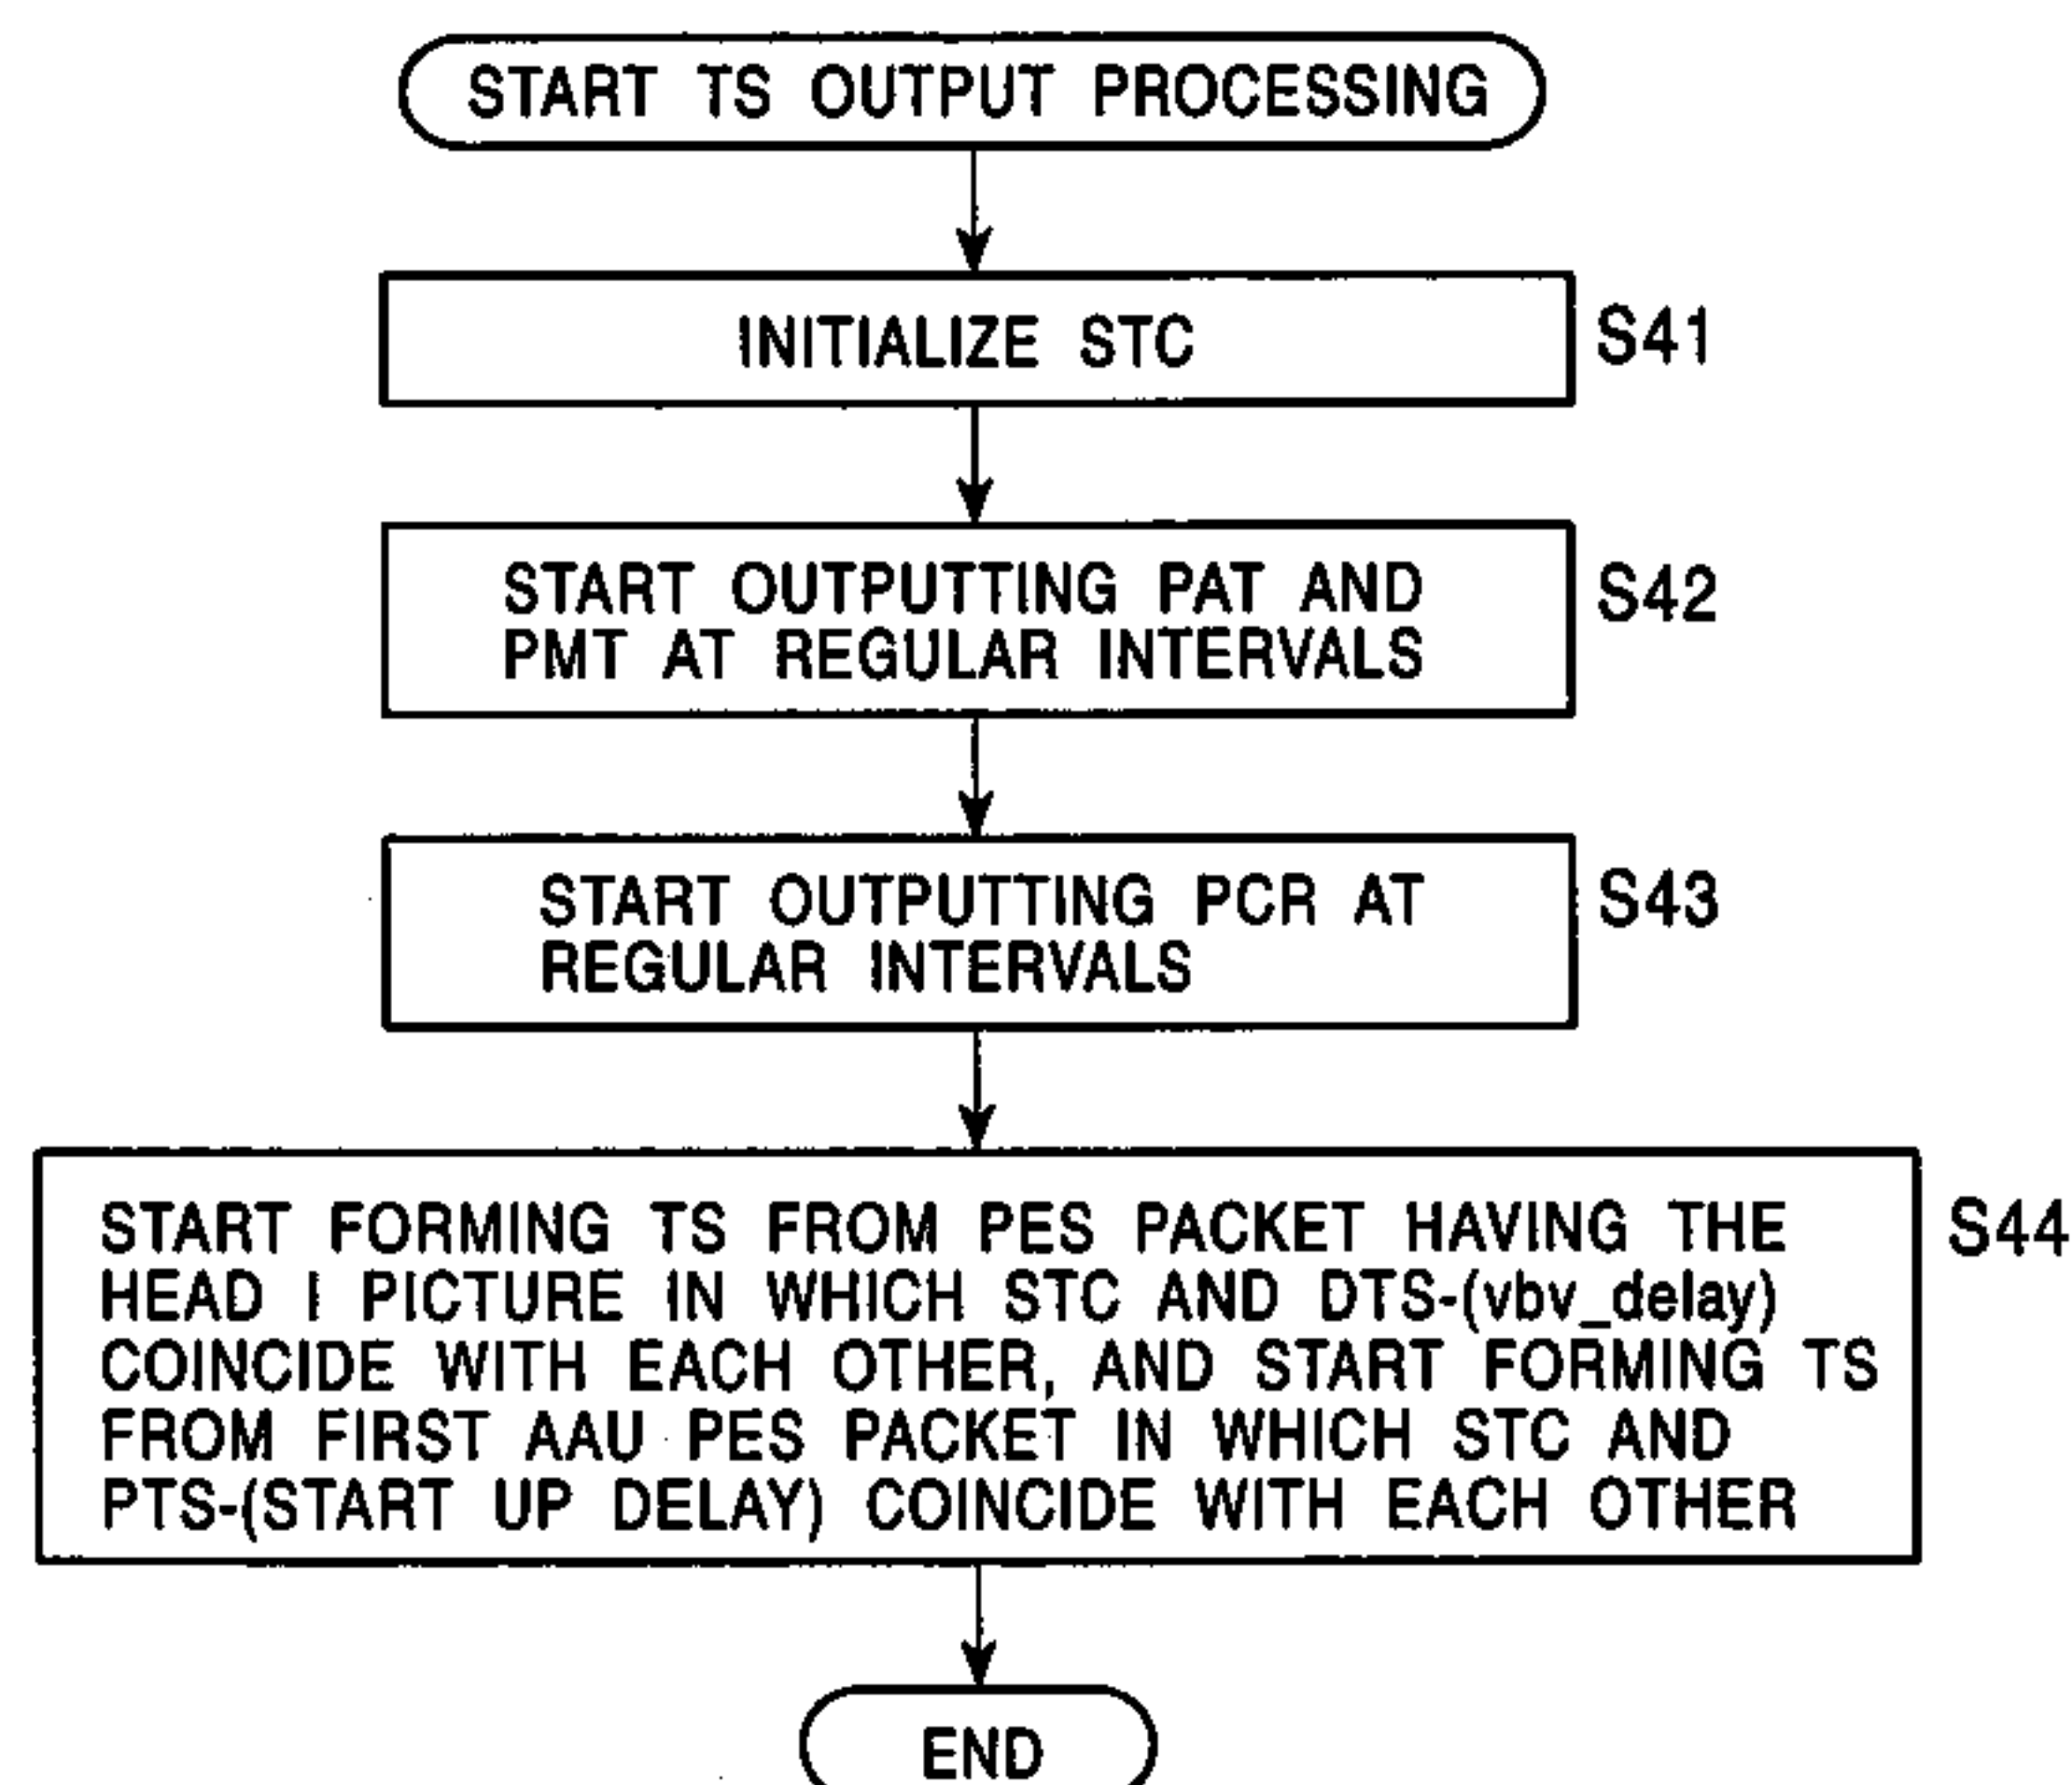 START TS OUTPUT PROCESSING
INITIALIZE STC
S41
START OUTPUTTING PAT AND
PMT AT REGULAR INTERVALS
S42
START OUTPUTTING PCR AT
REGULAR INTERVALS
S43
START FORMING TS FROM PES PACKET HAVING THE
HEAD I PICTURE IN WHICH STC AND DTS-(vbv_delay)
COINCIDE WITH EACH OTHER, AND START FORMING TS
FROM FIRST AAU PES PACKET IN WHICH STC AND
PTS-(START UP DELAY) COINCIDE WITH EACH OTHER
S44
END